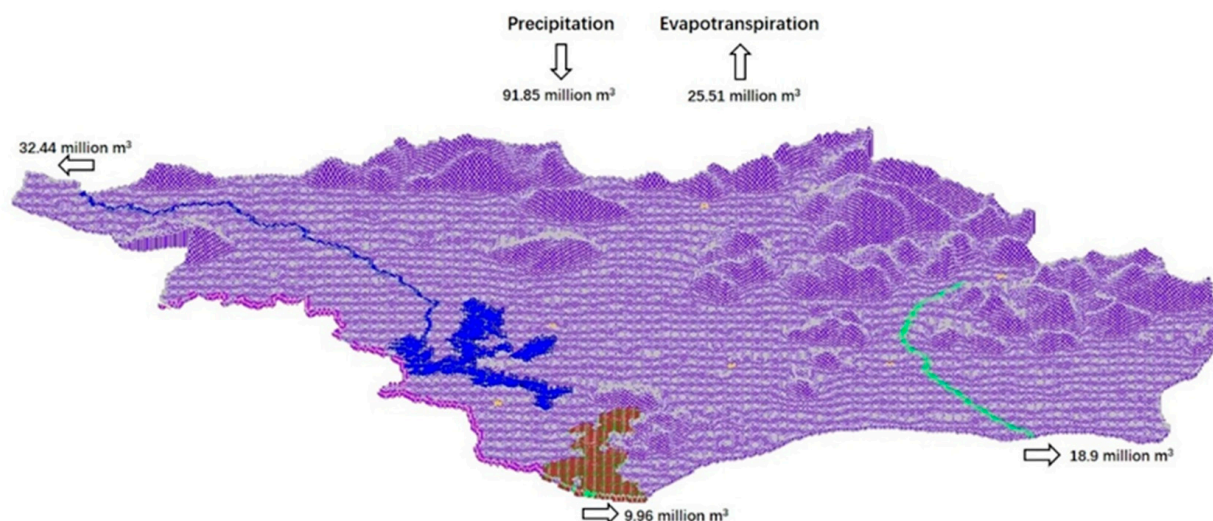 Precipitation Evapotranspiration
91.85 million m³ 25.51 million m³
32.44 million m³
18.9 million m³
9.96 million m³